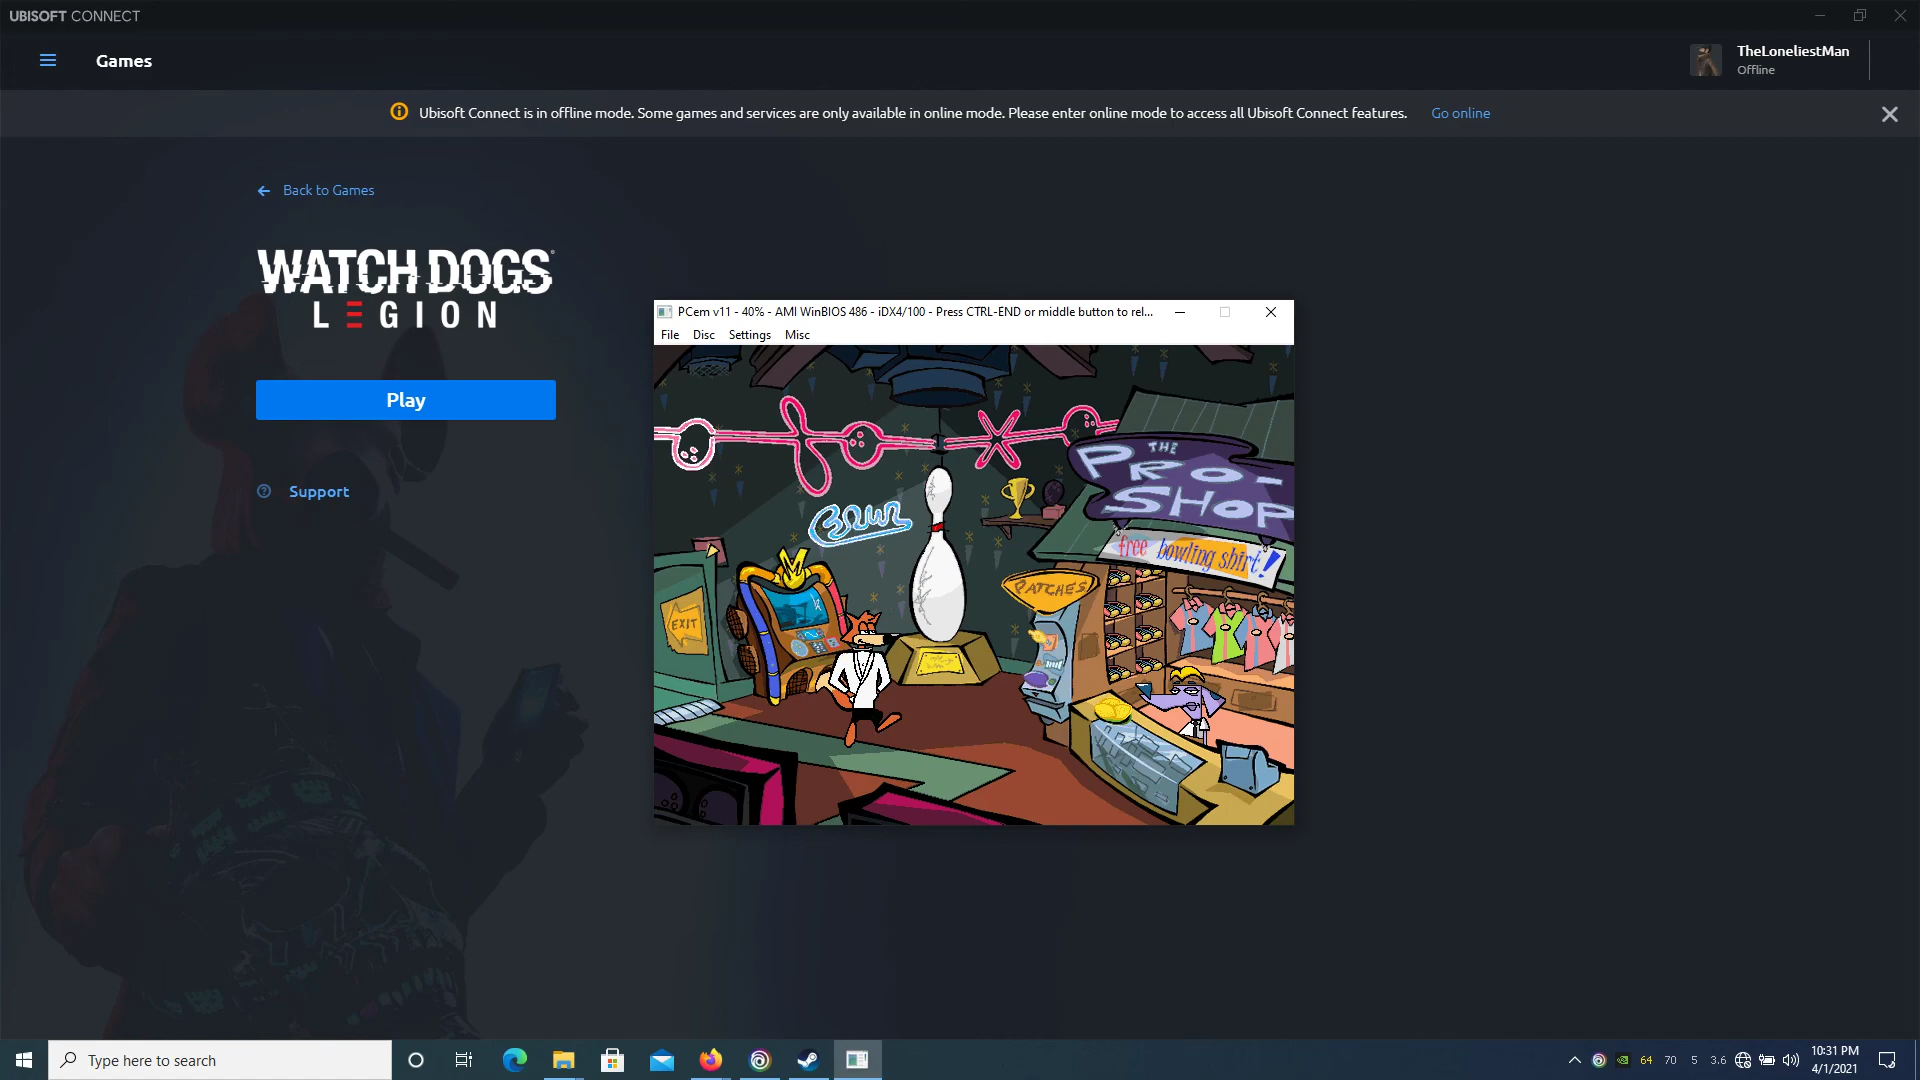 UBISOFT CONNECT
Games
TheLoneliestMan
Offline
Ubisoft Connect is in offline mode. Some games and services are only available in online mode. Please enter online mode to access all Ubisoft Connect features. Go online
Back to Games
WATCH DOGS
LEGION
Play
Support
PCem v11 - 40% - AMI WinBIOS 486 - iDX4/100 - Press CTRL-END or middle button to rel...
File Disc Settings Misc
THE
PRO-
SHOP
Bowl
free bowling shirt!
PATCHES
EXIT
Type here to search
64 70 5 3.6
10:31 PM
4/1/2021